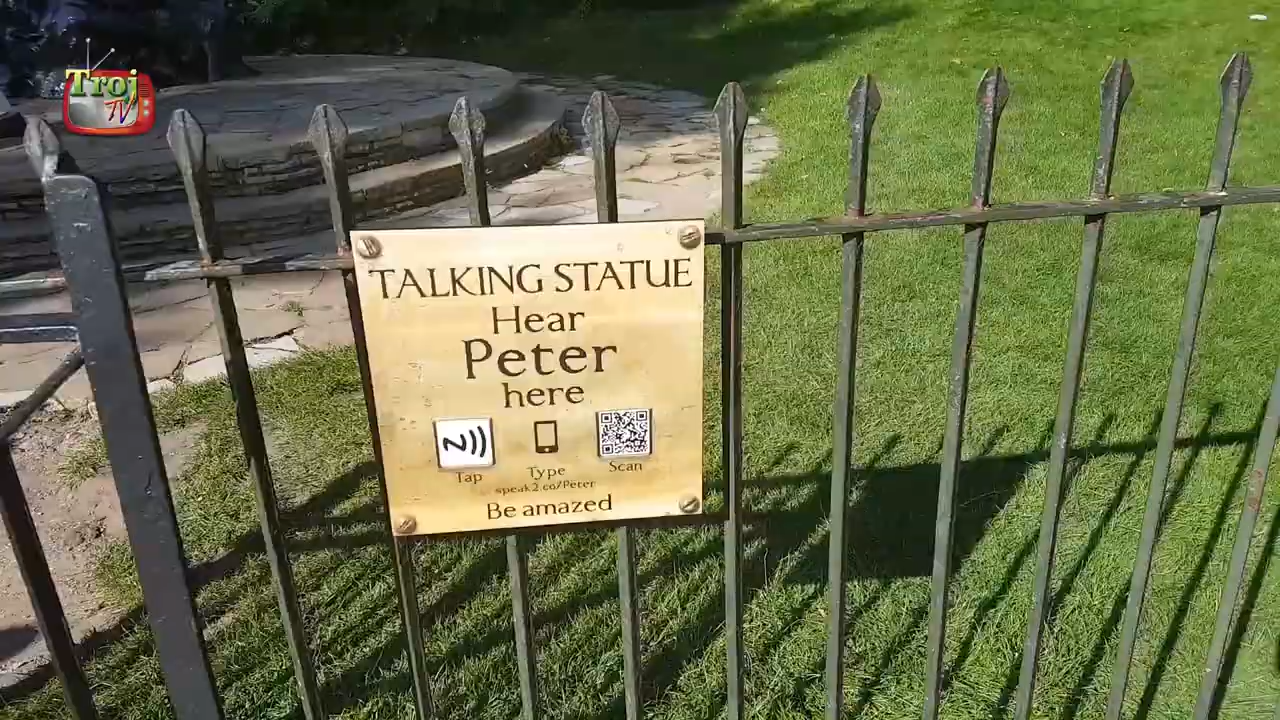 Troj
TV
TALKING STATUE
Hear
Peter
here
Tap
Type
Scan
speak2.co/Peter
Be amazed